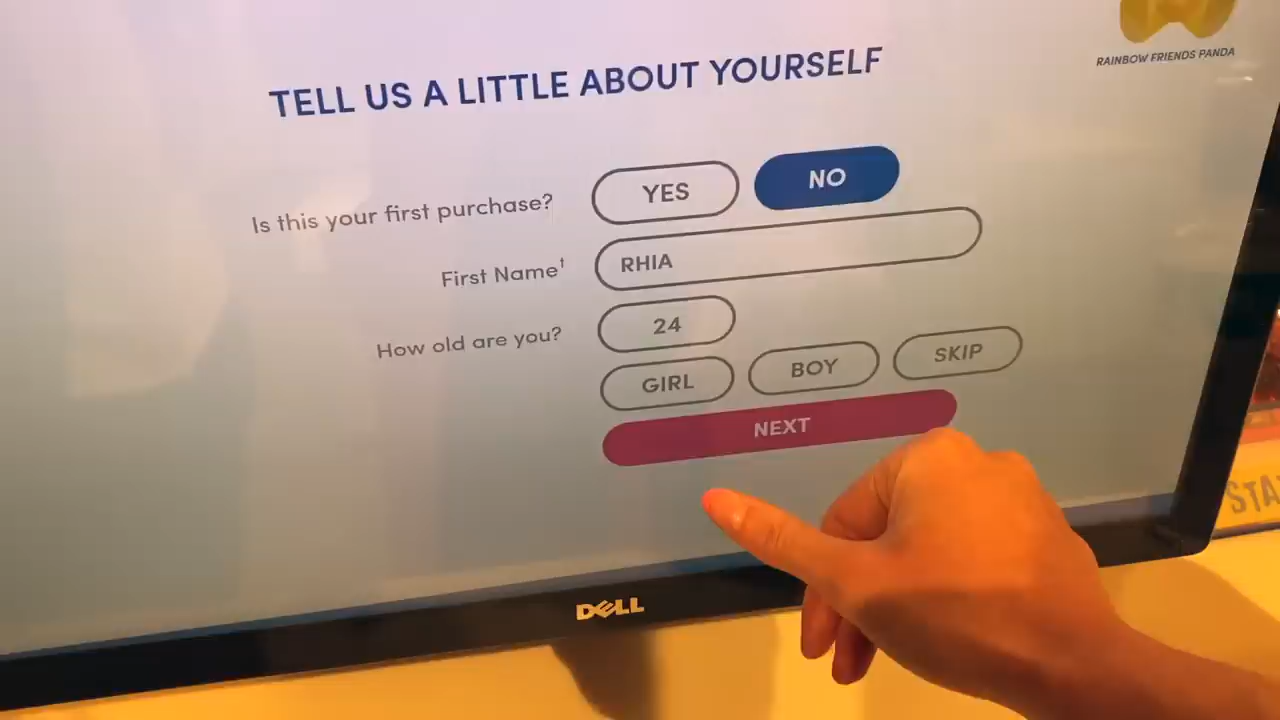 RAINBOW FRIENDS PANDA
TELL US A LITTLE ABOUT YOURSELF
Is this your first purchase? YES NO
First Name† RHIA
How old are you? 24
GIRL BOY SKIP
NEXT
DELL